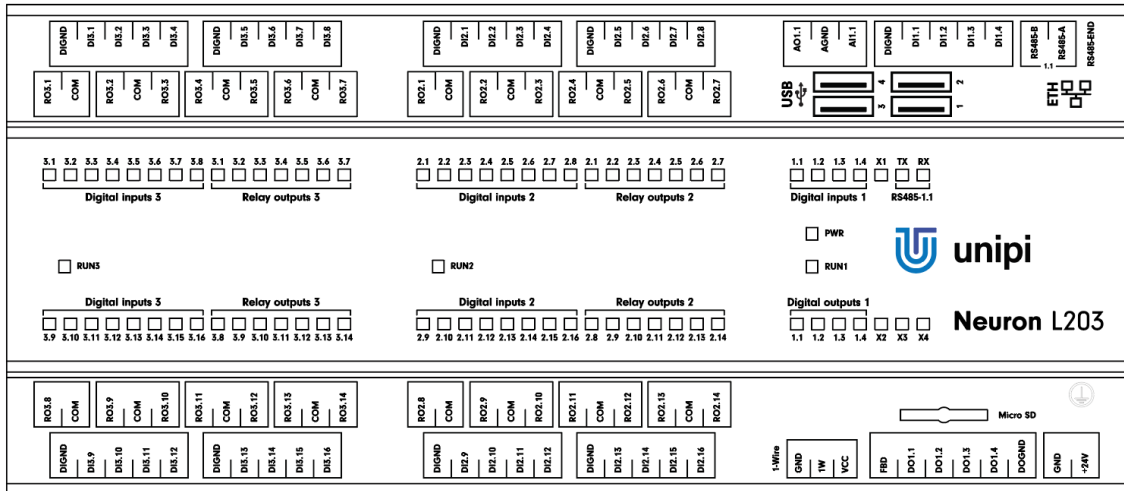 DIGND DI3.1 DI3.2 DI3.3 DI3.4 DIGND DI3.5 DI3.6 DI3.7 DI3.8 DIGND DI2.1 DI2.2 DI2.3 DI2.4 DIGND DI2.5 DI2.6 DI2.7 DI2.8 AO1.1 AGND AI1.1 DIGND DI1.1 DI1.2 DI1.3 DI1.4 RS485-B RS485-A RS485-END
1.1
RO3.1 COM RO3.2 COM RO3.3 RO3.4 COM RO3.5 RO3.6 COM RO3.7 RO2.1 COM RO2.2 COM RO2.3 RO2.4 COM RO2.5 RO2.6 COM RO2.7 USB 4 2 ETH
3 1
3.1 3.2 3.3 3.4 3.5 3.6 3.7 3.8 3.1 3.2 3.3 3.4 3.5 3.6 3.7 2.1 2.2 2.3 2.4 2.5 2.6 2.7 2.8 2.1 2.2 2.3 2.4 2.5 2.6 2.7 1.1 1.2 1.3 1.4 X1 TX RX
Digital inputs 3 Relay outputs 3 Digital inputs 2 Relay outputs 2 Digital inputs 1 RS485-1.1
PWR
unipi
RUN3 RUN2 RUN1
Digital inputs 3 Relay outputs 3 Digital inputs 2 Relay outputs 2 Digital outputs 1
Neuron L203
3.9 3.10 3.11 3.12 3.13 3.14 3.15 3.16 3.8 3.9 3.10 3.11 3.12 3.13 3.14 2.9 2.10 2.11 2.12 2.13 2.14 2.15 2.16 2.8 2.9 2.10 2.11 2.12 2.13 2.14 1.1 1.2 1.3 1.4 X2 X3 X4
RO3.8 COM RO3.9 COM RO3.10 RO3.11 COM RO3.12 RO3.13 COM RO3.14 RO2.8 COM RO2.9 COM RO2.10 RO2.11 COM RO2.12 RO2.13 COM RO2.14
Micro SD
DIGND DI3.9 DI3.10 DI3.11 DI3.12 DIGND DI3.13 DI3.14 DI3.15 DI3.16 DIGND DI2.9 DI2.10 DI2.11 DI2.12 DIGND DI2.13 DI2.14 DI2.15 DI2.16 1-Wire GND 1W VCC FBD DO1.1 DO1.2 DO1.3 DO1.4 DOGND GND +24V